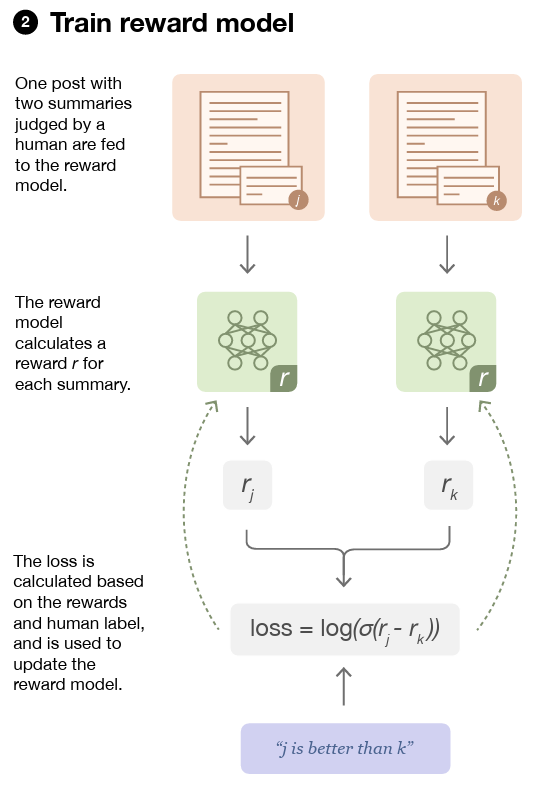 2 Train reward model
One post with
two summaries
judged by a
human are fed
to the reward
model.
j
k
The reward
model
calculates a
reward r for
each summary.
r
r
rj
rk
The loss is
calculated based
on the rewards
and human label,
and is used to
update the
reward model.
loss = log(σ(rj - rk))
“j is better than k”